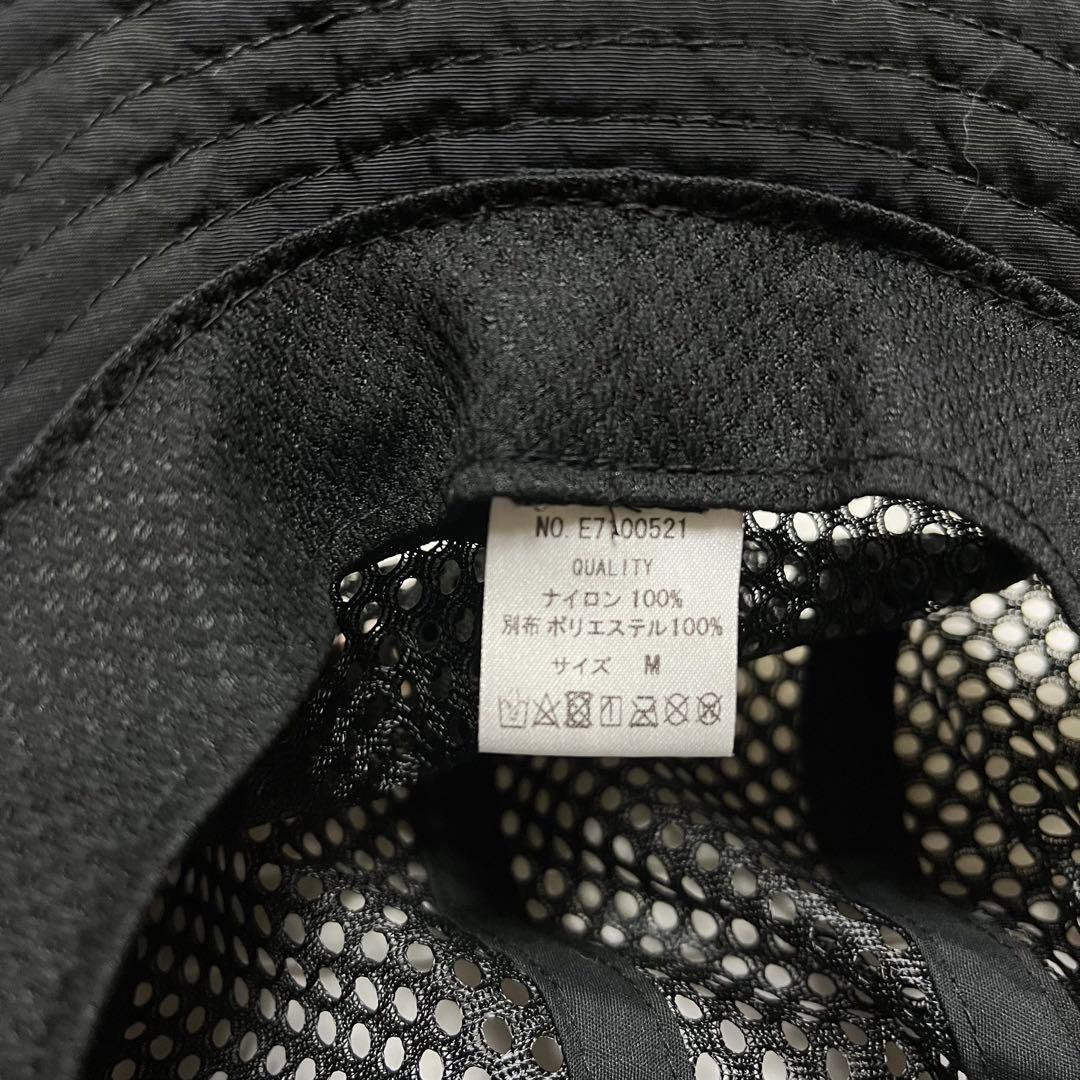 NO. E7100521
QUALITY
ナイロン 100%
別布 ポリエステル100%
サイズ M